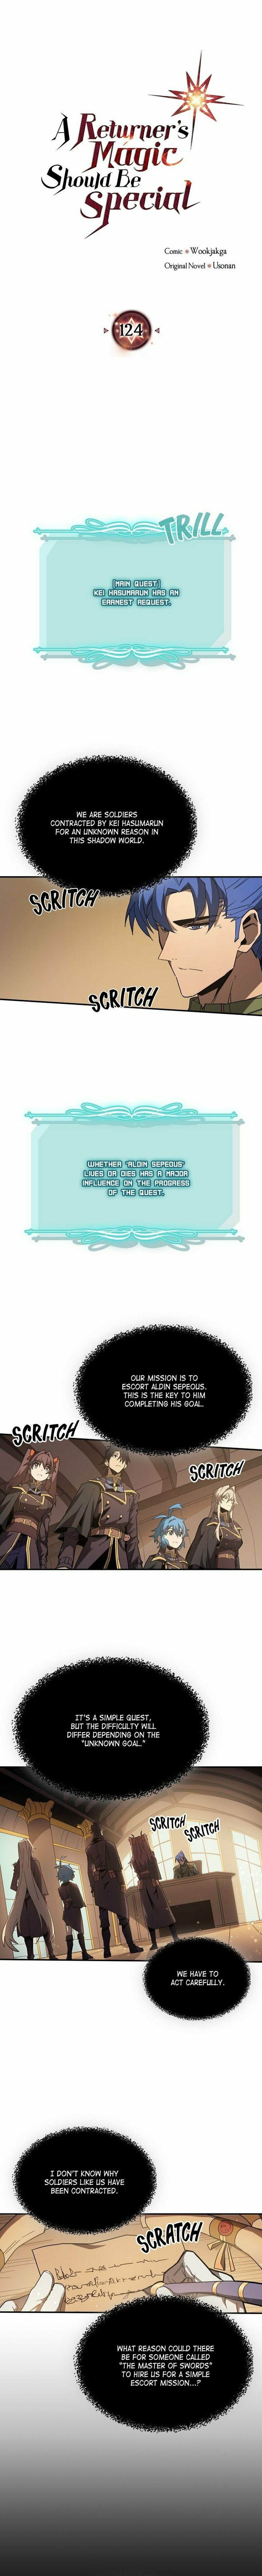 A Returner's
Magic
Should Be
Special
Comic Wookjakga
Original Novel Usonan
124
TRILL
[MAIN QUEST]
KEI HASUMARUN HAS AN
EARNEST REQUEST.
WE ARE SOLDIERS
CONTRACTED BY KEI HASUMARUN
FOR AN UNKNOWN REASON IN
THIS SHADOW WORLD.
SCRITCH
SCRITCH
WHETHER 'ALDIN SEPEOUS'
LIVES OR DIES HAS A MAJOR
INFLUENCE ON THE PROGRESS
OF THE QUEST.
OUR MISSION IS TO
ESCORT ALDIN SEPEOUS.
THIS IS THE KEY TO HIM
COMPLETING HIS GOAL.
SCRITCH
SCRITCH
IT'S A SIMPLE QUEST,
BUT THE DIFFICULTY WILL
DIFFER DEPENDING ON THE
"UNKNOWN GOAL."
SCRITCH
SCRITCH
WE HAVE TO
ACT CAREFULLY.
I DON'T KNOW WHY
SOLDIERS LIKE US HAVE
BEEN CONTRACTED.
SCRATCH
WHAT REASON COULD THERE
BE FOR SOMEONE CALLED
"THE MASTER OF SWORDS"
TO HIRE US FOR A SIMPLE
ESCORT MISSION...?